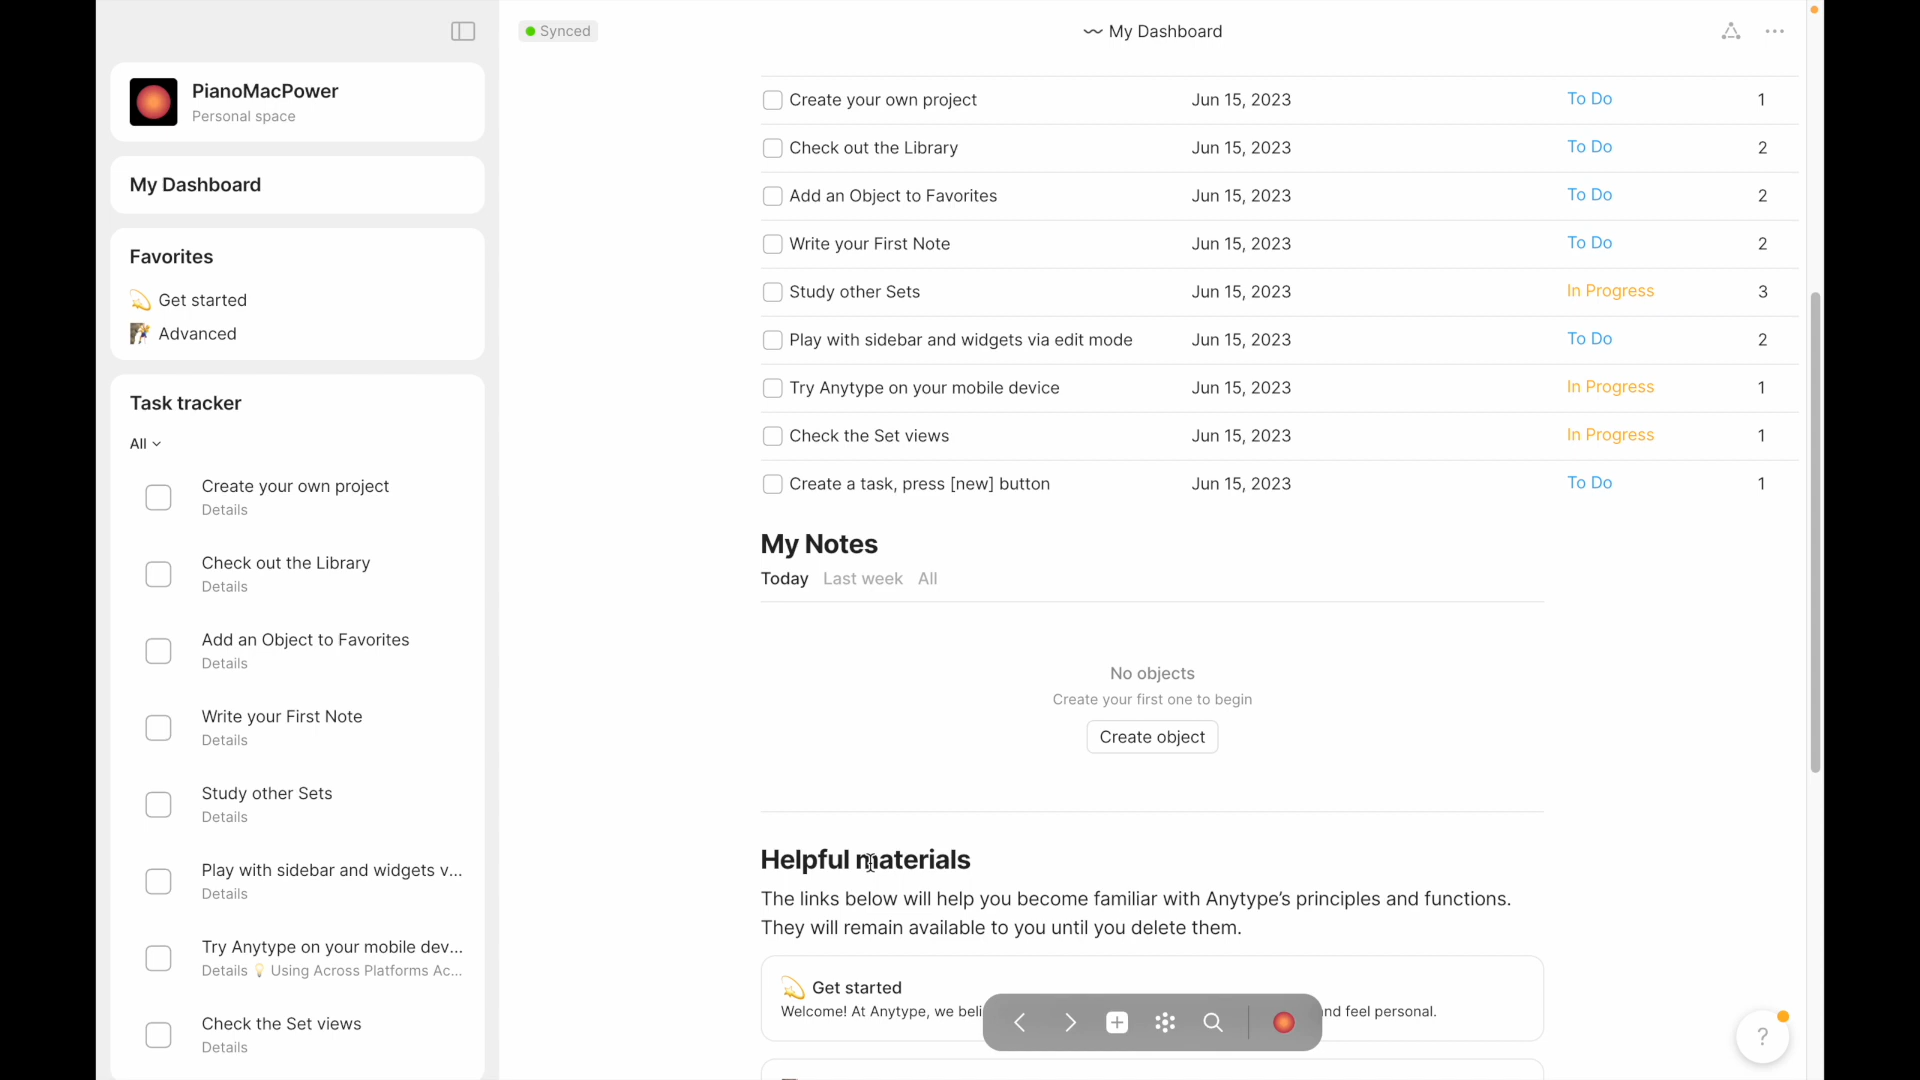 Synced
My Dashboard
PianoMacPower
Personal space
My Dashboard
Favorites
Get started
Advanced
Task tracker
All
Create your own project
Details
Check out the Library
Details
Add an Object to Favorites
Details
Write your First Note
Details
Study other Sets
Details
Play with sidebar and widgets v...
Details
Try Anytype on your mobile dev...
Details 💡 Using Across Platforms Ac...
Check the Set views
Details
Create your own project Jun 15, 2023 To Do 1
Check out the Library Jun 15, 2023 To Do 2
Add an Object to Favorites Jun 15, 2023 To Do 2
Write your First Note Jun 15, 2023 To Do 2
Study other Sets Jun 15, 2023 In Progress 3
Play with sidebar and widgets via edit mode Jun 15, 2023 To Do 2
Try Anytype on your mobile device Jun 15, 2023 In Progress 1
Check the Set views Jun 15, 2023 In Progress 1
Create a task, press [new] button Jun 15, 2023 To Do 1
My Notes
Today Last week All
No objects
Create your first one to begin
Create object
Helpful materials
The links below will help you become familiar with Anytype's principles and functions.
They will remain available to you until you delete them.
Get started
Welcome! At Anytype, we beli nd feel personal.
?